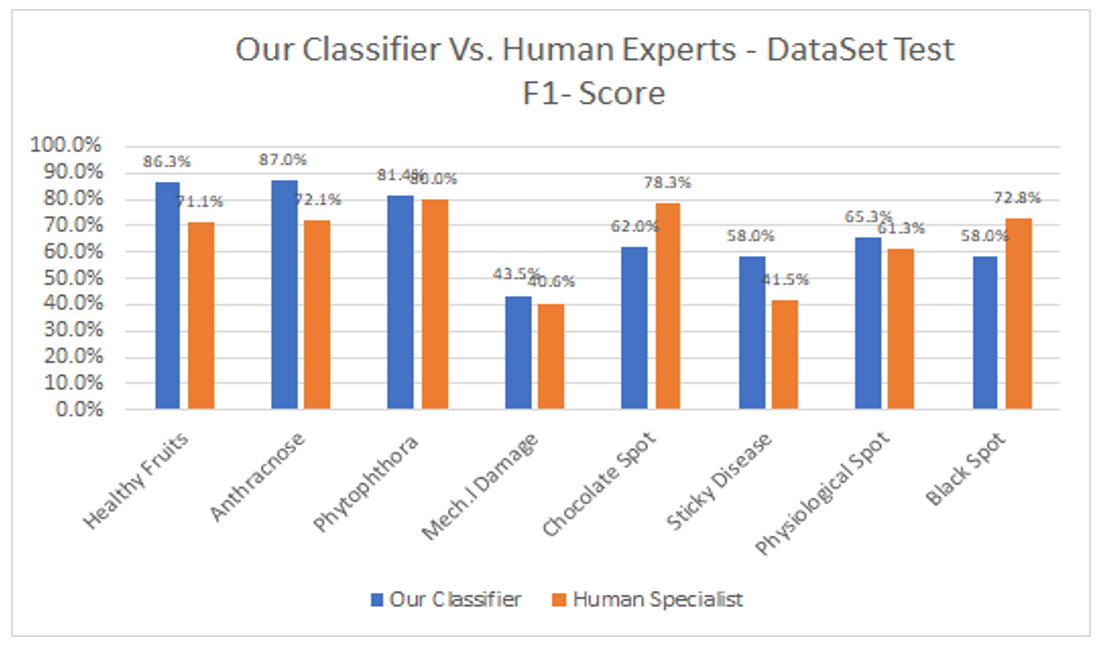 Our Classifier Vs. Human Experts - DataSet Test
F1- Score
100.0%
90.0%
80.0%
70.0%
60.0%
50.0%
40.0%
30.0%
20.0%
10.0%
0.0%
86.3%
71.1%
87.0%
72.1%
81.4%
80.0%
43.5%
40.6%
62.0%
78.3%
58.0%
41.5%
65.3%
61.3%
58.0%
72.8%
Healthy Fruits
Anthracnose
Phytophthora
Mech.l Damage
Chocolate Spot
Sticky Disease
Physiological Spot
Black Spot
Our Classifier
Human Specialist